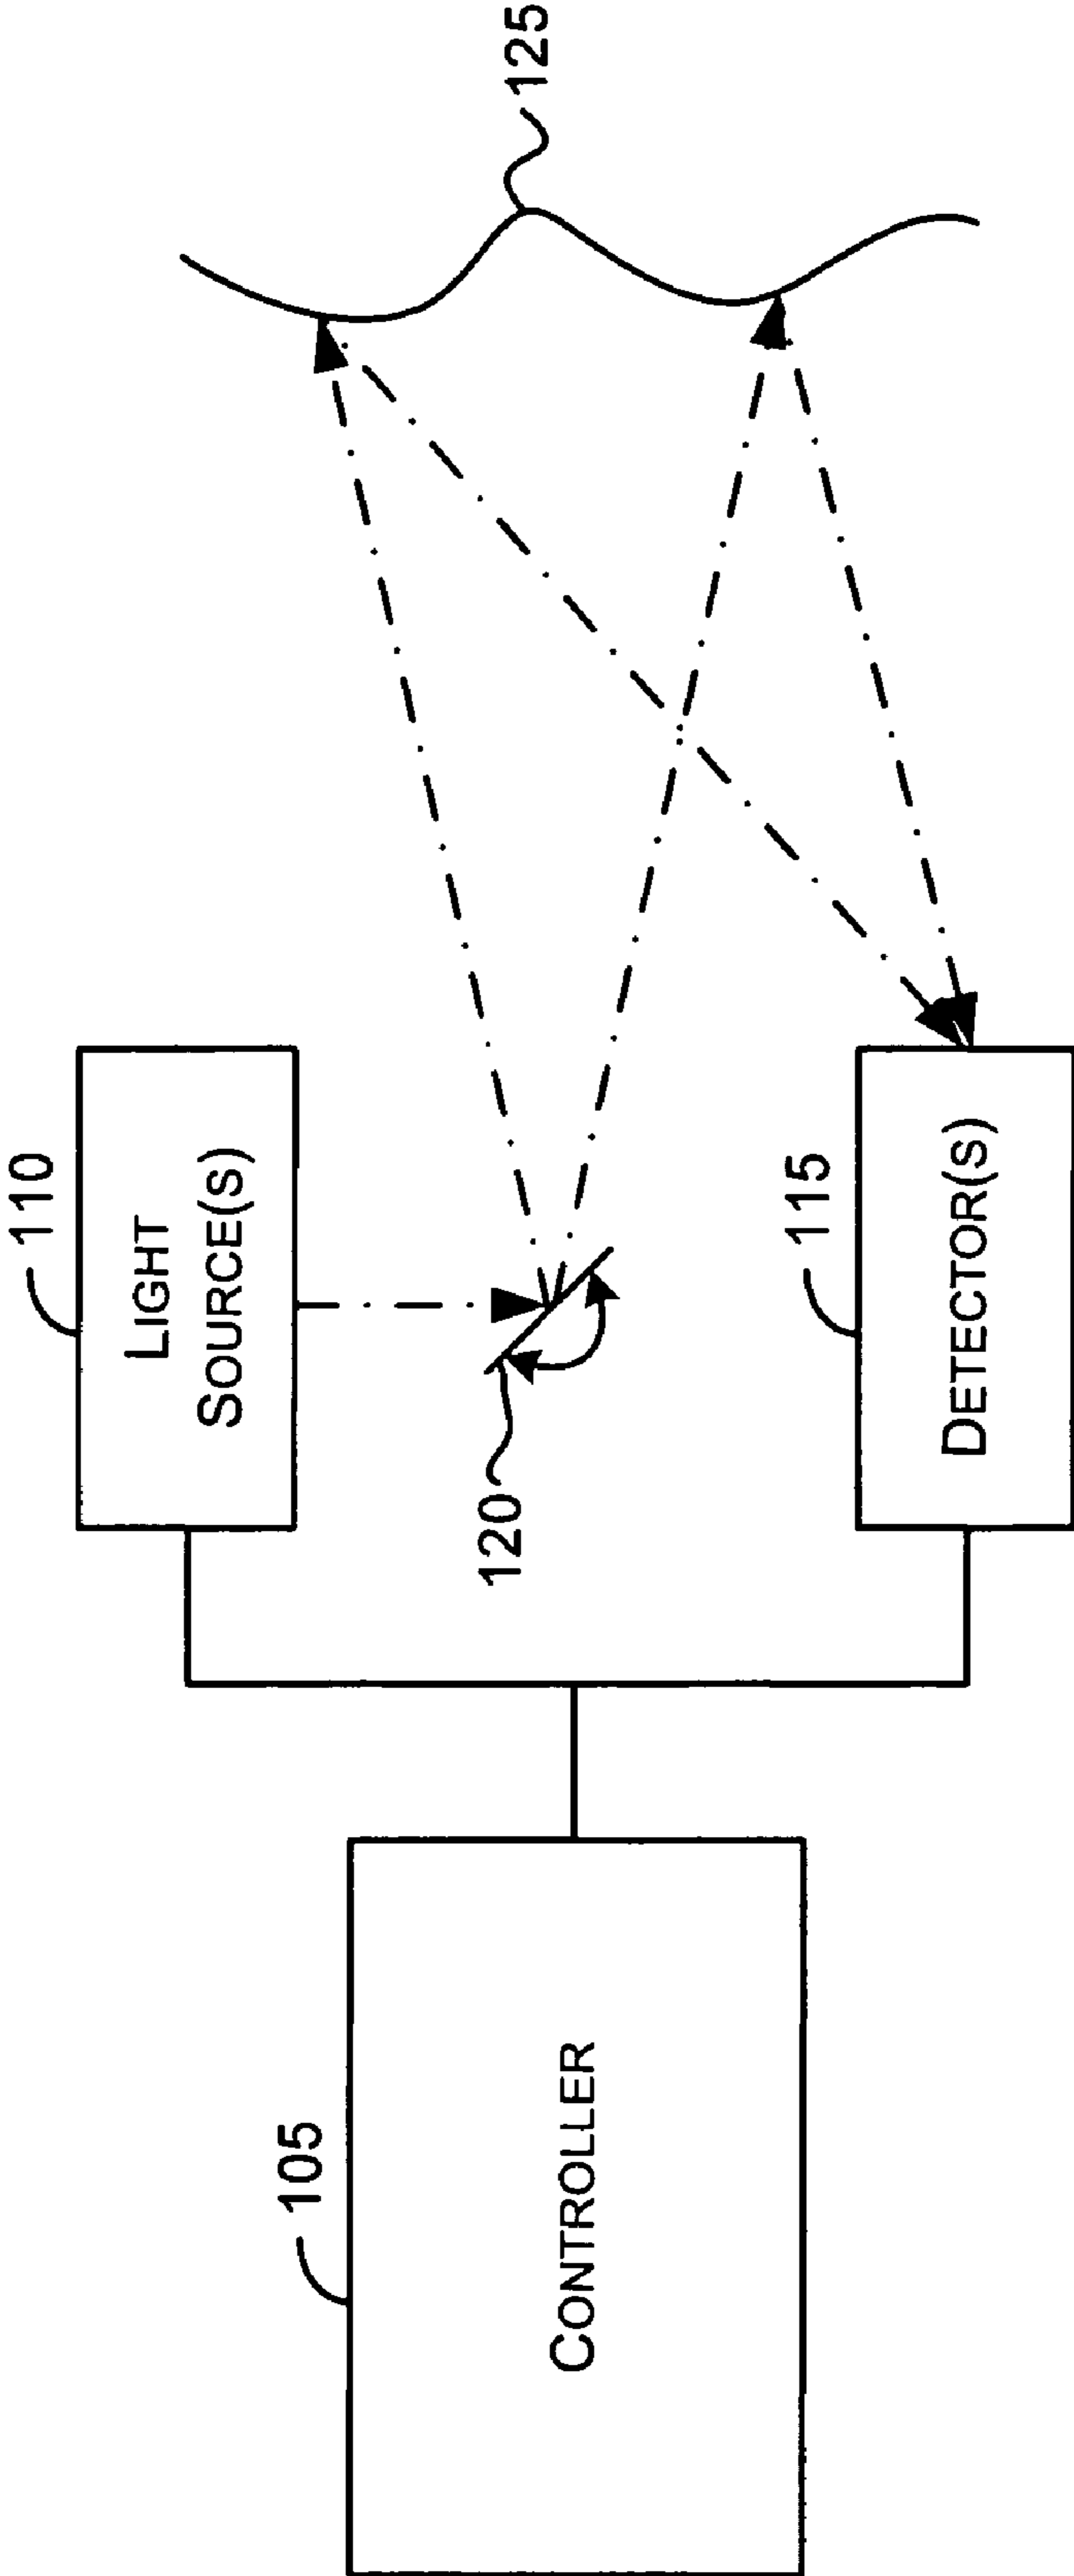 105
CONTROLLER
110
LIGHT
SOURCE(S)
120
115
DETECTOR(S)
125